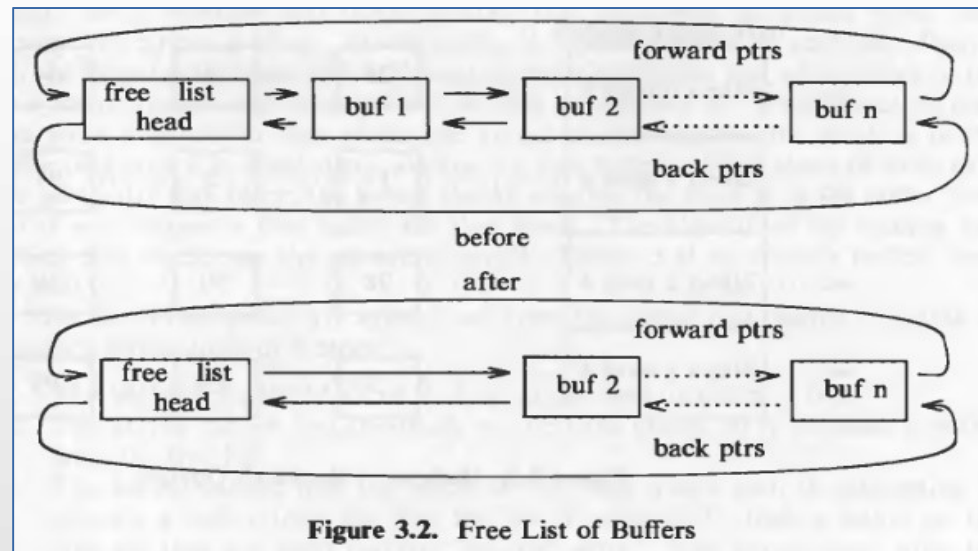 forward ptrs
free list
head
buf 1
buf 2
buf n
back ptrs
before
after
forward ptrs
free list
head
buf 2
buf n
back ptrs
Figure 3.2. Free List of Buffers